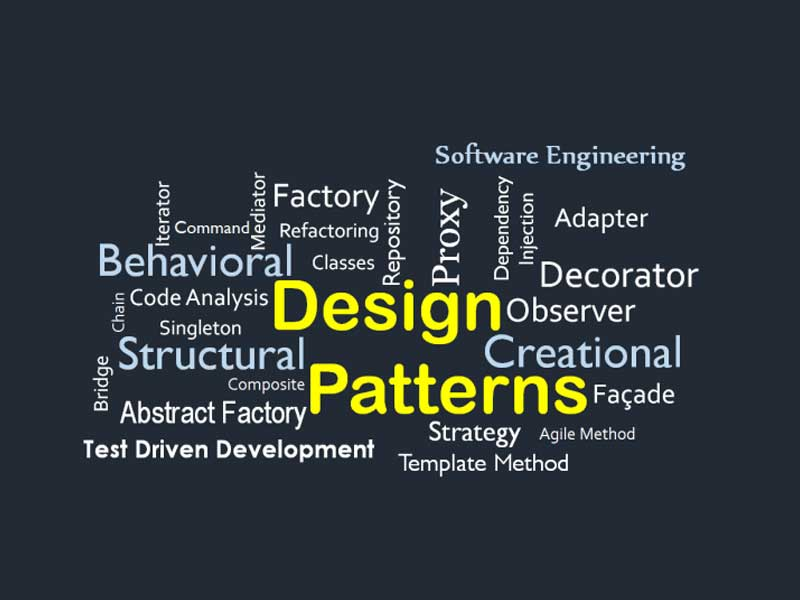 Software Engineering
Iterator
Command
Mediator
Factory
Refactoring
Repository
Proxy
Dependency
Injection
Adapter
Behavioral
Classes
Decorator
Chain
Code Analysis
Design
Observer
Singleton
Structural
Creational
Bridge
Composite
Patterns
Façade
Abstract Factory
Strategy
Agile Method
Test Driven Development
Template Method